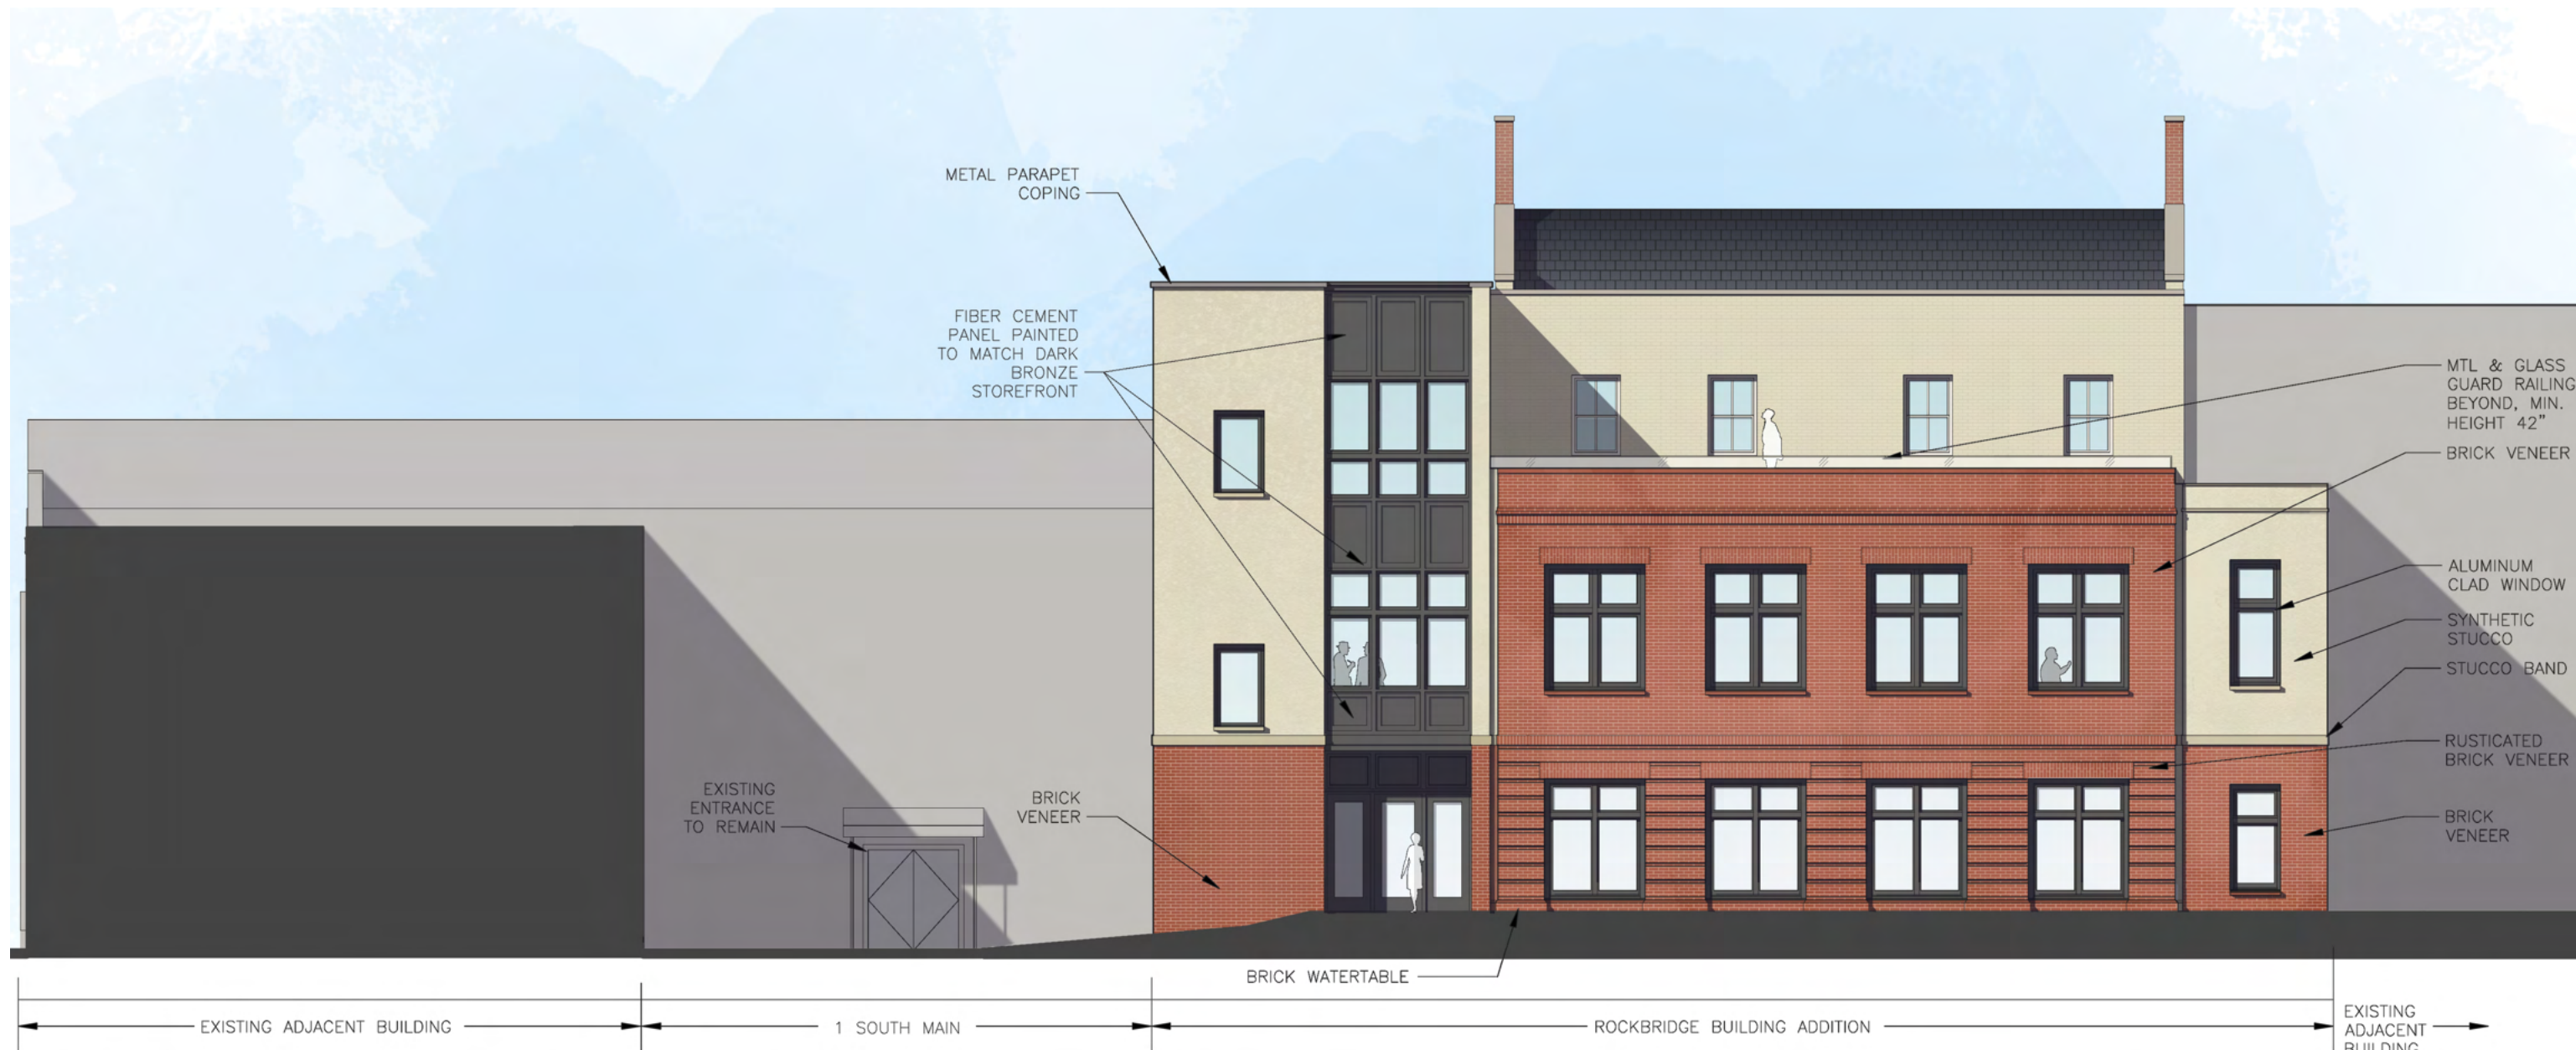 METAL PARAPET
COPING
FIBER CEMENT
PANEL PAINTED
TO MATCH DARK
BRONZE
STOREFRONT
MTL & GLASS
GUARD RAILING
BEYOND, MIN.
HEIGHT 42"
BRICK VENEER
ALUMINUM
CLAD WINDOW
SYNTHETIC
STUCCO
STUCCO BAND
RUSTICATED
BRICK VENEER
BRICK
VENEER
EXISTING
ENTRANCE
TO REMAIN
BRICK
VENEER
BRICK WATERTABLE
EXISTING ADJACENT BUILDING
1 SOUTH MAIN
ROCKBRIDGE BUILDING ADDITION
EXISTING
ADJACENT
BUILDING